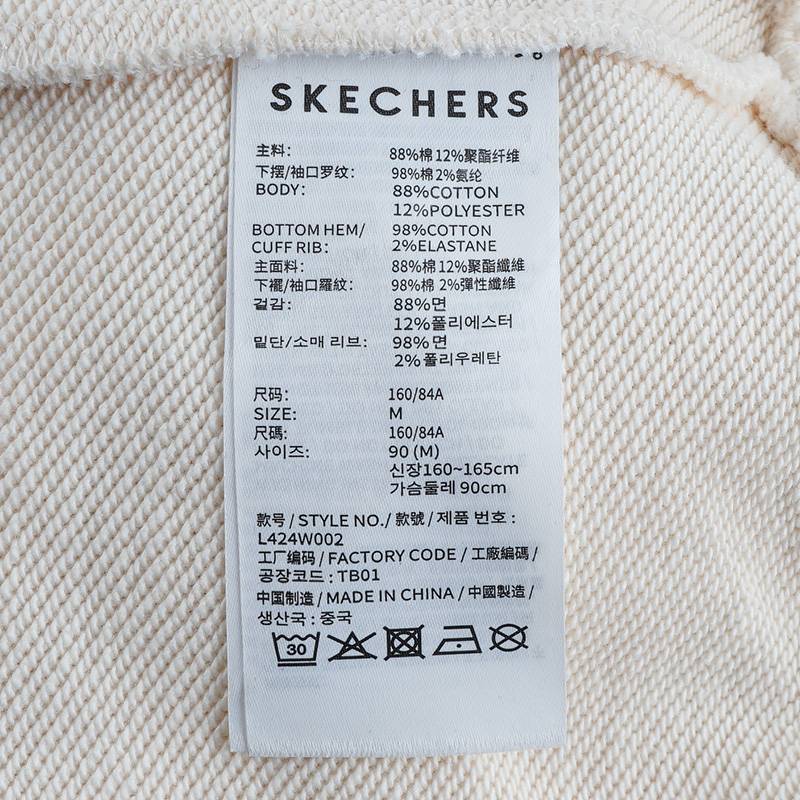 SKECHERS
主料： 88%棉 12%聚酯纤维
下摆/袖口罗纹： 98%棉 2%氨纶
BODY: 88%COTTON
12%POLYESTER
BOTTOM HEM/ 98%COTTON
CUFF RIB: 2%ELASTANE
主面料： 88%棉 12%聚酯纖維
下襬/袖口羅紋： 98%棉 2%彈性纖維
겉감: 88%면
12%폴리에스터
밑단/소매 리브: 98%면
2%폴리우레탄
尺码： 160/84A
SIZE: M
尺碼： 160/84A
사이즈: 90 (M)
신장160~165cm
가슴둘레 90cm
款号 / STYLE NO./ 款號 / 제품 번호 :
L424W002
工厂编码 / FACTORY CODE / 工廠編碼 /
공장코드 : TB01
中国制造 / MADE IN CHINA / 中國製造 /
생산국 : 중국
30